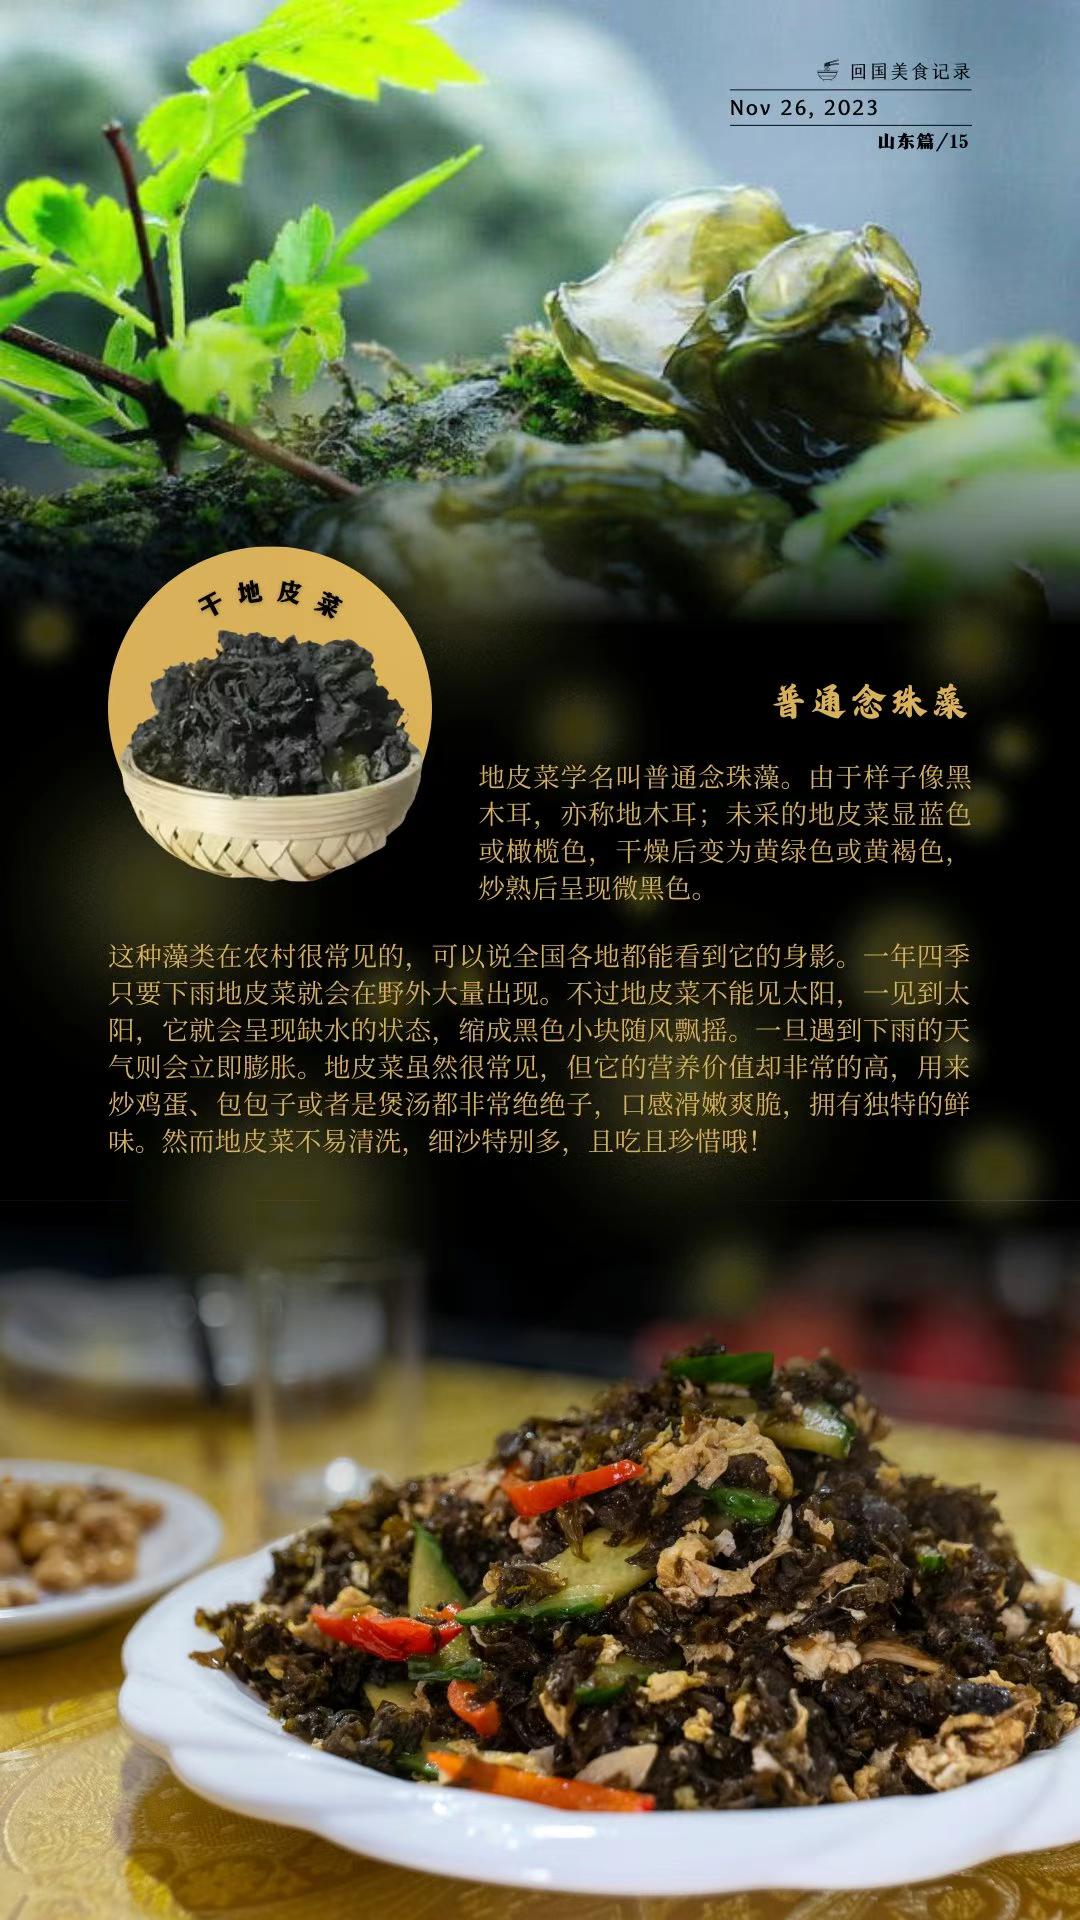 回国美食记录
Nov 26, 2023
山东篇/15
干地皮菜
普通念珠藻
地皮菜学名叫普通念珠藻。由于样子像黑
木耳，亦称地木耳；未采的地皮菜显蓝色
或橄榄色，干燥后变为黄绿色或黄褐色，
炒熟后呈现微黑色。
这种藻类在农村很常见的，可以说全国各地都能看到它的身影。一年四季
只要下雨地皮菜就会在野外大量出现。不过地皮菜不能见太阳，一见到太
阳，它就会呈现缺水的状态，缩成黑色小块随风飘摇。一旦遇到下雨的天
气则会立即膨胀。地皮菜虽然很常见，但它的营养价值却非常的高，用来
炒鸡蛋、包包子或者是煲汤都非常绝绝子，口感滑嫩爽脆，拥有独特的鲜
味。然而地皮菜不易清洗，细沙特别多，且吃且珍惜哦！